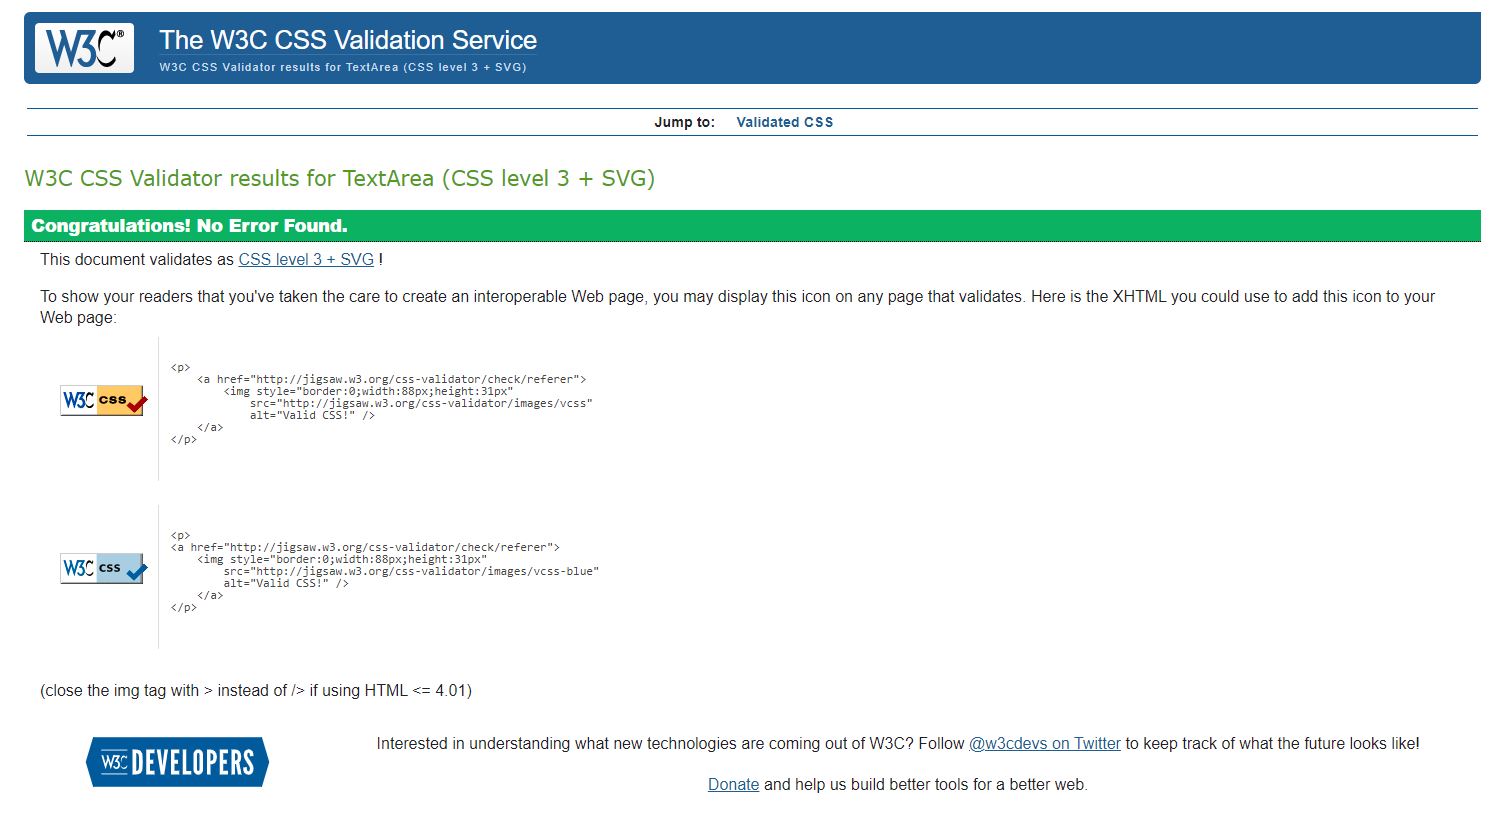 W3C®
The W3C CSS Validation Service
W3C CSS Validator results for TextArea (CSS level 3 + SVG)
Jump to: Validated CSS
W3C CSS Validator results for TextArea (CSS level 3 + SVG)
Congratulations! No Error Found.
This document validates as CSS level 3 + SVG !
To show your readers that you've taken the care to create an interoperable Web page, you may display this icon on any page that validates. Here is the XHTML you could use to add this icon to your
Web page:
W3C css
<p>
<a href="http://jigsaw.w3.org/css-validator/check/referer">
<img style="border:0;width:88px;height:31px"
src="http://jigsaw.w3.org/css-validator/images/vcss"
alt="Valid CSS!" />
</a>
</p>
W3C css
<p>
<a href="http://jigsaw.w3.org/css-validator/check/referer">
<img style="border:0;width:88px;height:31px"
src="http://jigsaw.w3.org/css-validator/images/vcss-blue"
alt="Valid CSS!" />
</a>
</p>
(close the img tag with > instead of /> if using HTML <= 4.01)
W3C DEVELOPERS
Interested in understanding what new technologies are coming out of W3C? Follow @w3cdevs on Twitter to keep track of what the future looks like!
Donate and help us build better tools for a better web.